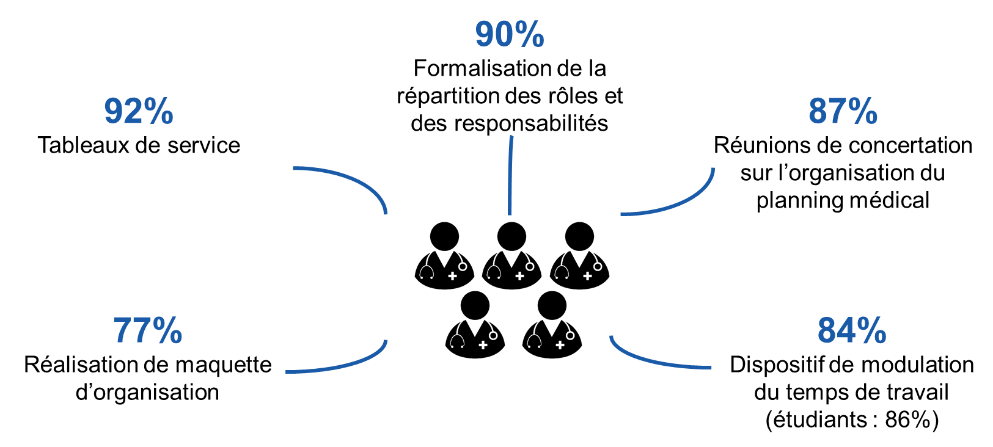 90%
Formalisation de la
répartition des rôles et
des responsabilités
92%
Tableaux de service
87%
Réunions de concertation
sur l’organisation du
planning médical
77%
Réalisation de maquette
d’organisation
84%
Dispositif de modulation
du temps de travail
(étudiants : 86%)